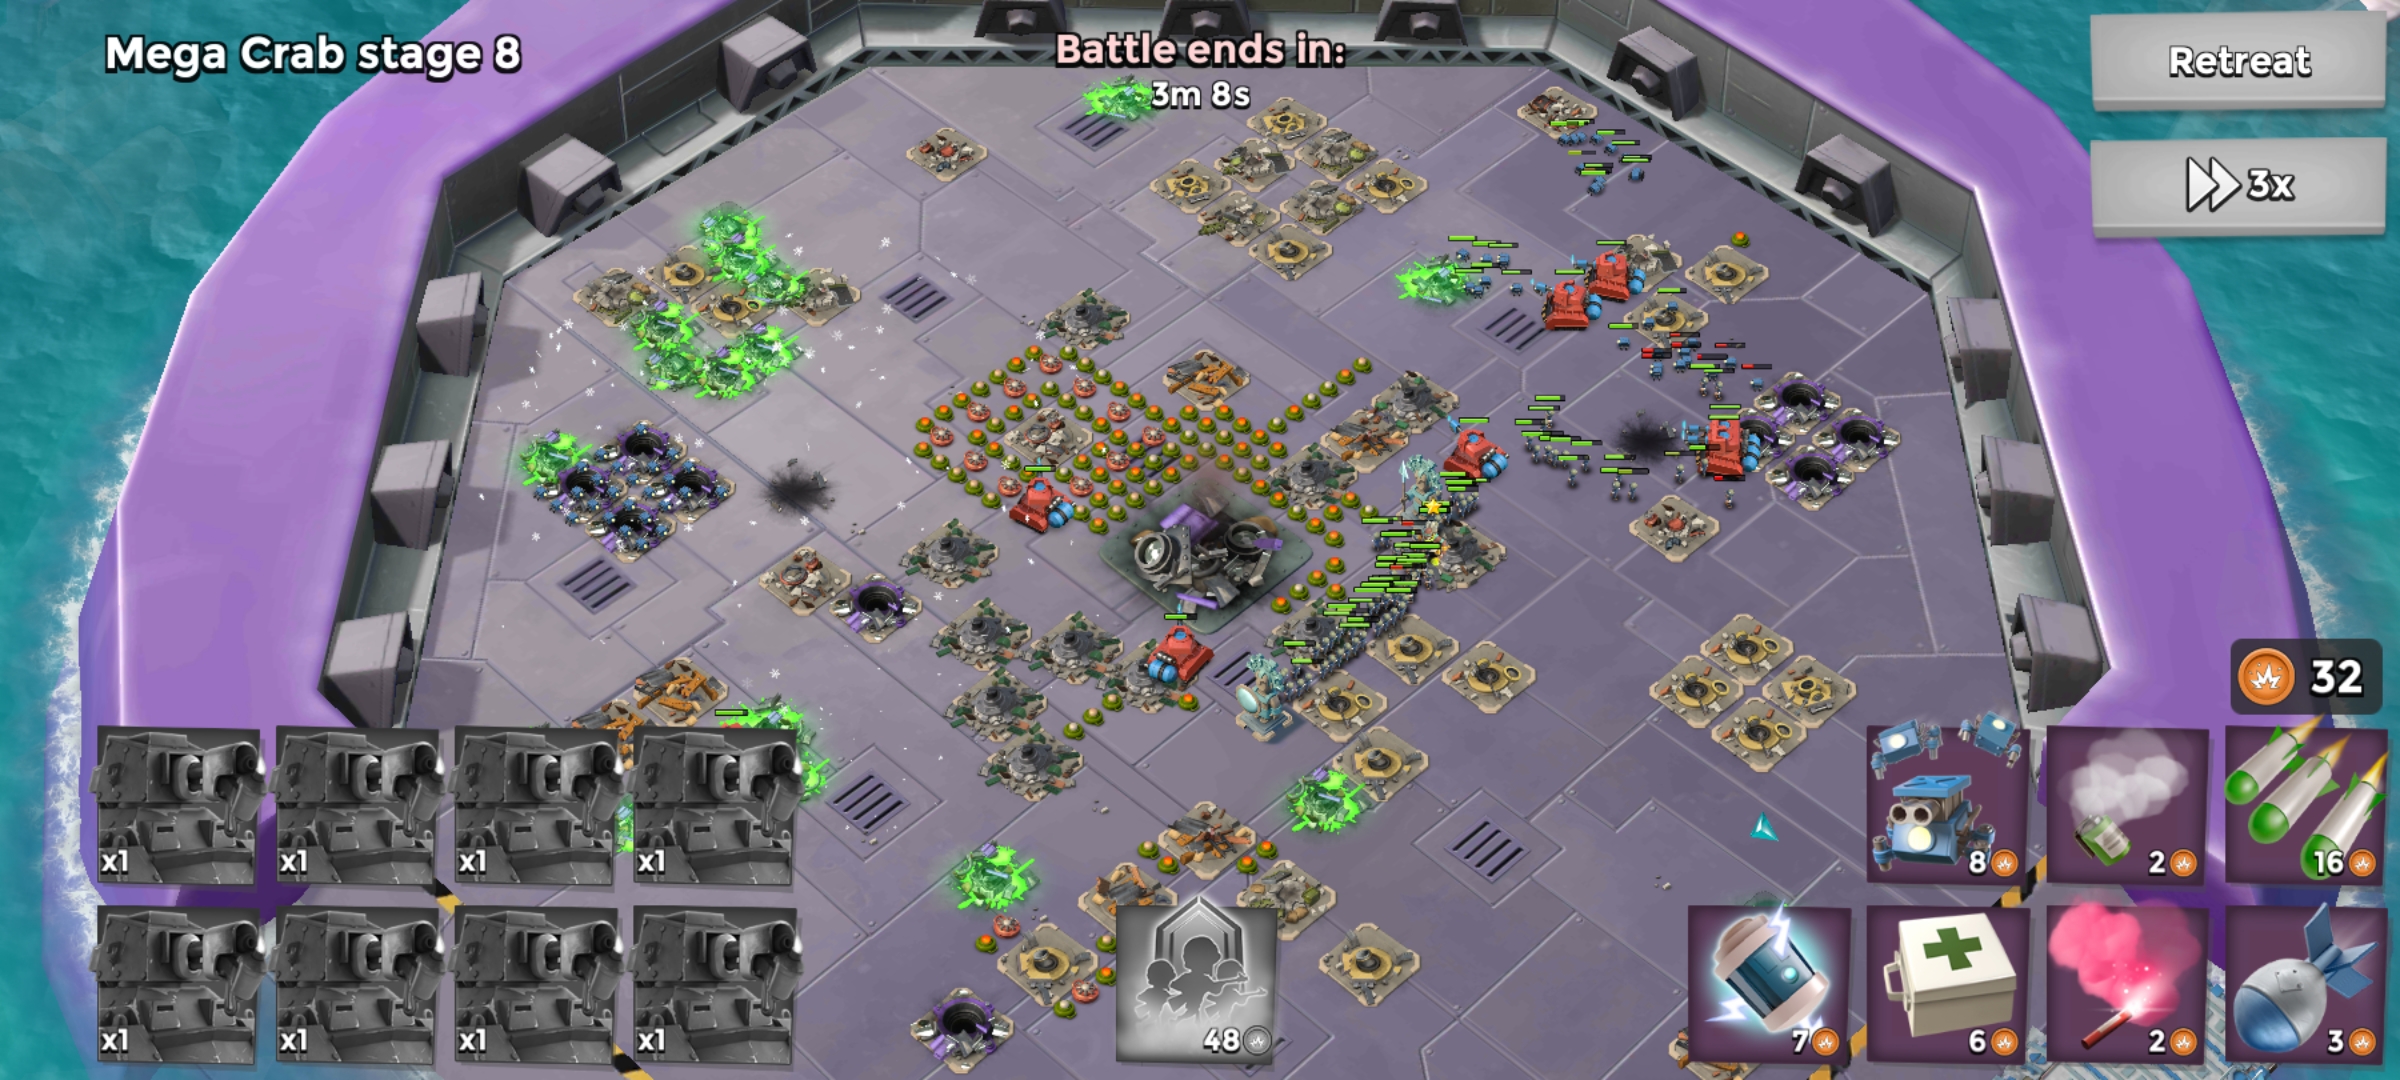 Mega Crab stage 8
Battle ends in:
3m 8s
Retreat
3x
32
x1
x1
x1
x1
8
2
16
x1
x1
x1
x1
48
7
6
2
3